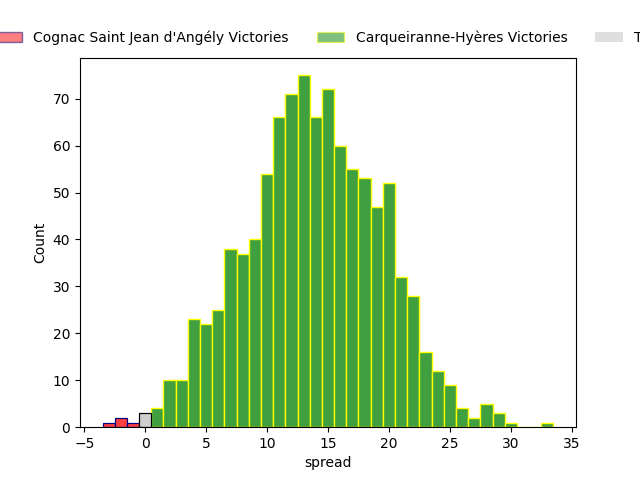 Cognac Saint Jean d'Angély Victories Carqueiranne-Hyères Victories T
70
60
50
40
30
20
10
0
Count
−5 0 5 10 15 20 25 30 35
spread